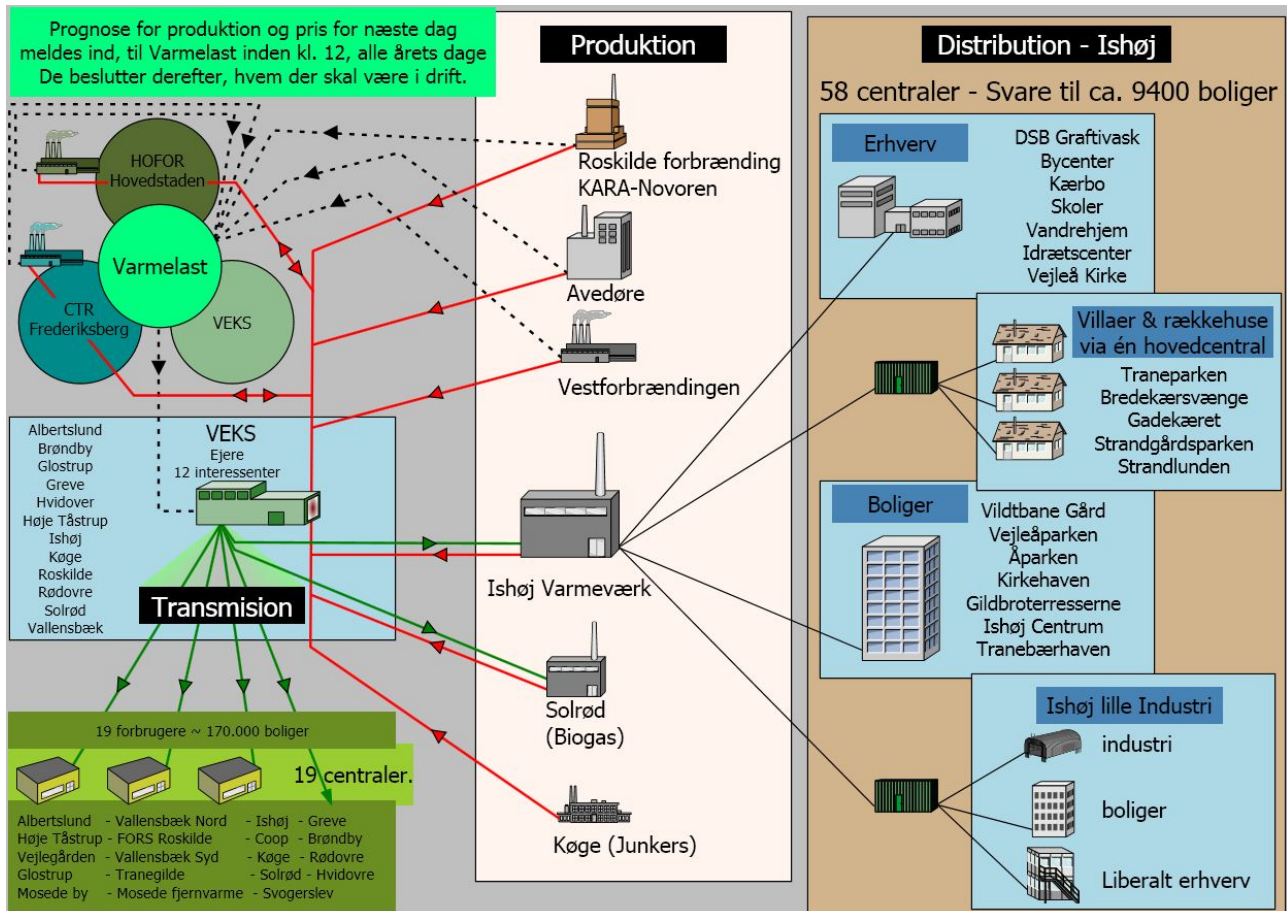 Prognose for produktion og pris for næste dag
meldes ind, til Varmelast inden kl. 12, alle årets dage
De beslutter derefter, hvem der skal være i drift.
HOFOR
Hovedstaden
Varmelast
CTR
Frederiksberg
VEKS
Albertslund
Brøndby
Glostrup
Greve
Hvidover
Høje Tåstrup
Ishøj
Køge
Roskilde
Rødovre
Solrød
Vallensbæk
VEKS
Ejere
12 interessenter
Transmision
19 forbrugere ~ 170.000 boliger
19 centraler.
Albertslund - Vallensbæk Nord - Ishøj - Greve
Høje Tåstrup - FORS Roskilde - Coop - Brøndby
Vejlegården - Vallensbæk Syd - Køge - Rødovre
Glostrup - Tranegilde - Solrød - Hvidovre
Mosede by - Mosede fjernvarme - Svogerslev
Produktion
Roskilde forbrænding
KARA-Novoren
Avedøre
Vestforbrændingen
Ishøj Varmeværk
Solrød
(Biogas)
Køge (Junkers)
Distribution - Ishøj
58 centraler - Svare til ca. 9400 boliger
Erhverv
DSB Graftivask
Bycenter
Kærbo
Skoler
Vandrehjem
Idrætscenter
Vejleå Kirke
Villaer & rækkehuse
via én hovedcentral
Traneparken
Bredekærsvænge
Gadekæret
Strandgårdsparken
Strandlunden
Boliger
Vildtbane Gård
Vejleåparken
Åparken
Kirkehaven
Gildbroterresserne
Ishøj Centrum
Tranebærhaven
Ishøj lille Industri
industri
boliger
Liberalt erhverv